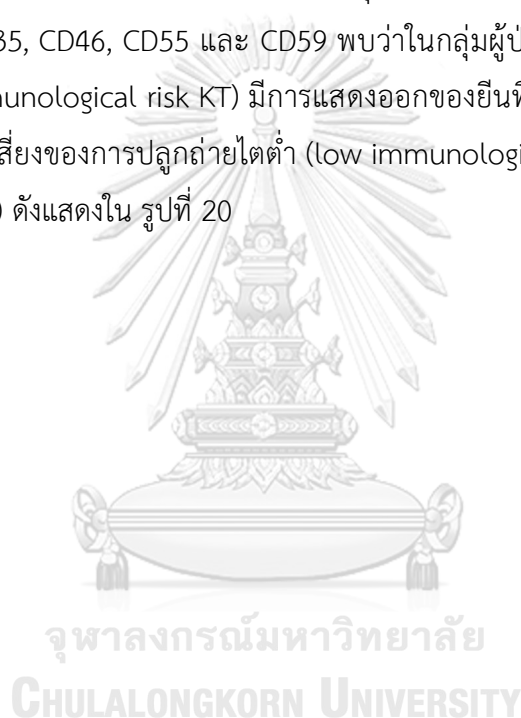 35, CD46, CD55 และ CD59 พบว่าในกลุ่มผู้ป
munological risk KT) มีการแสดงออกของยีนที
เสี่ยงของการปลูกถ่ายไตต่ำ (low immunologi
) ดังแสดงใน รูปที่ 20
จุฬาลงกรณ์มหาวิทยาลัย
CHULALONGKORN UNIVERSITY